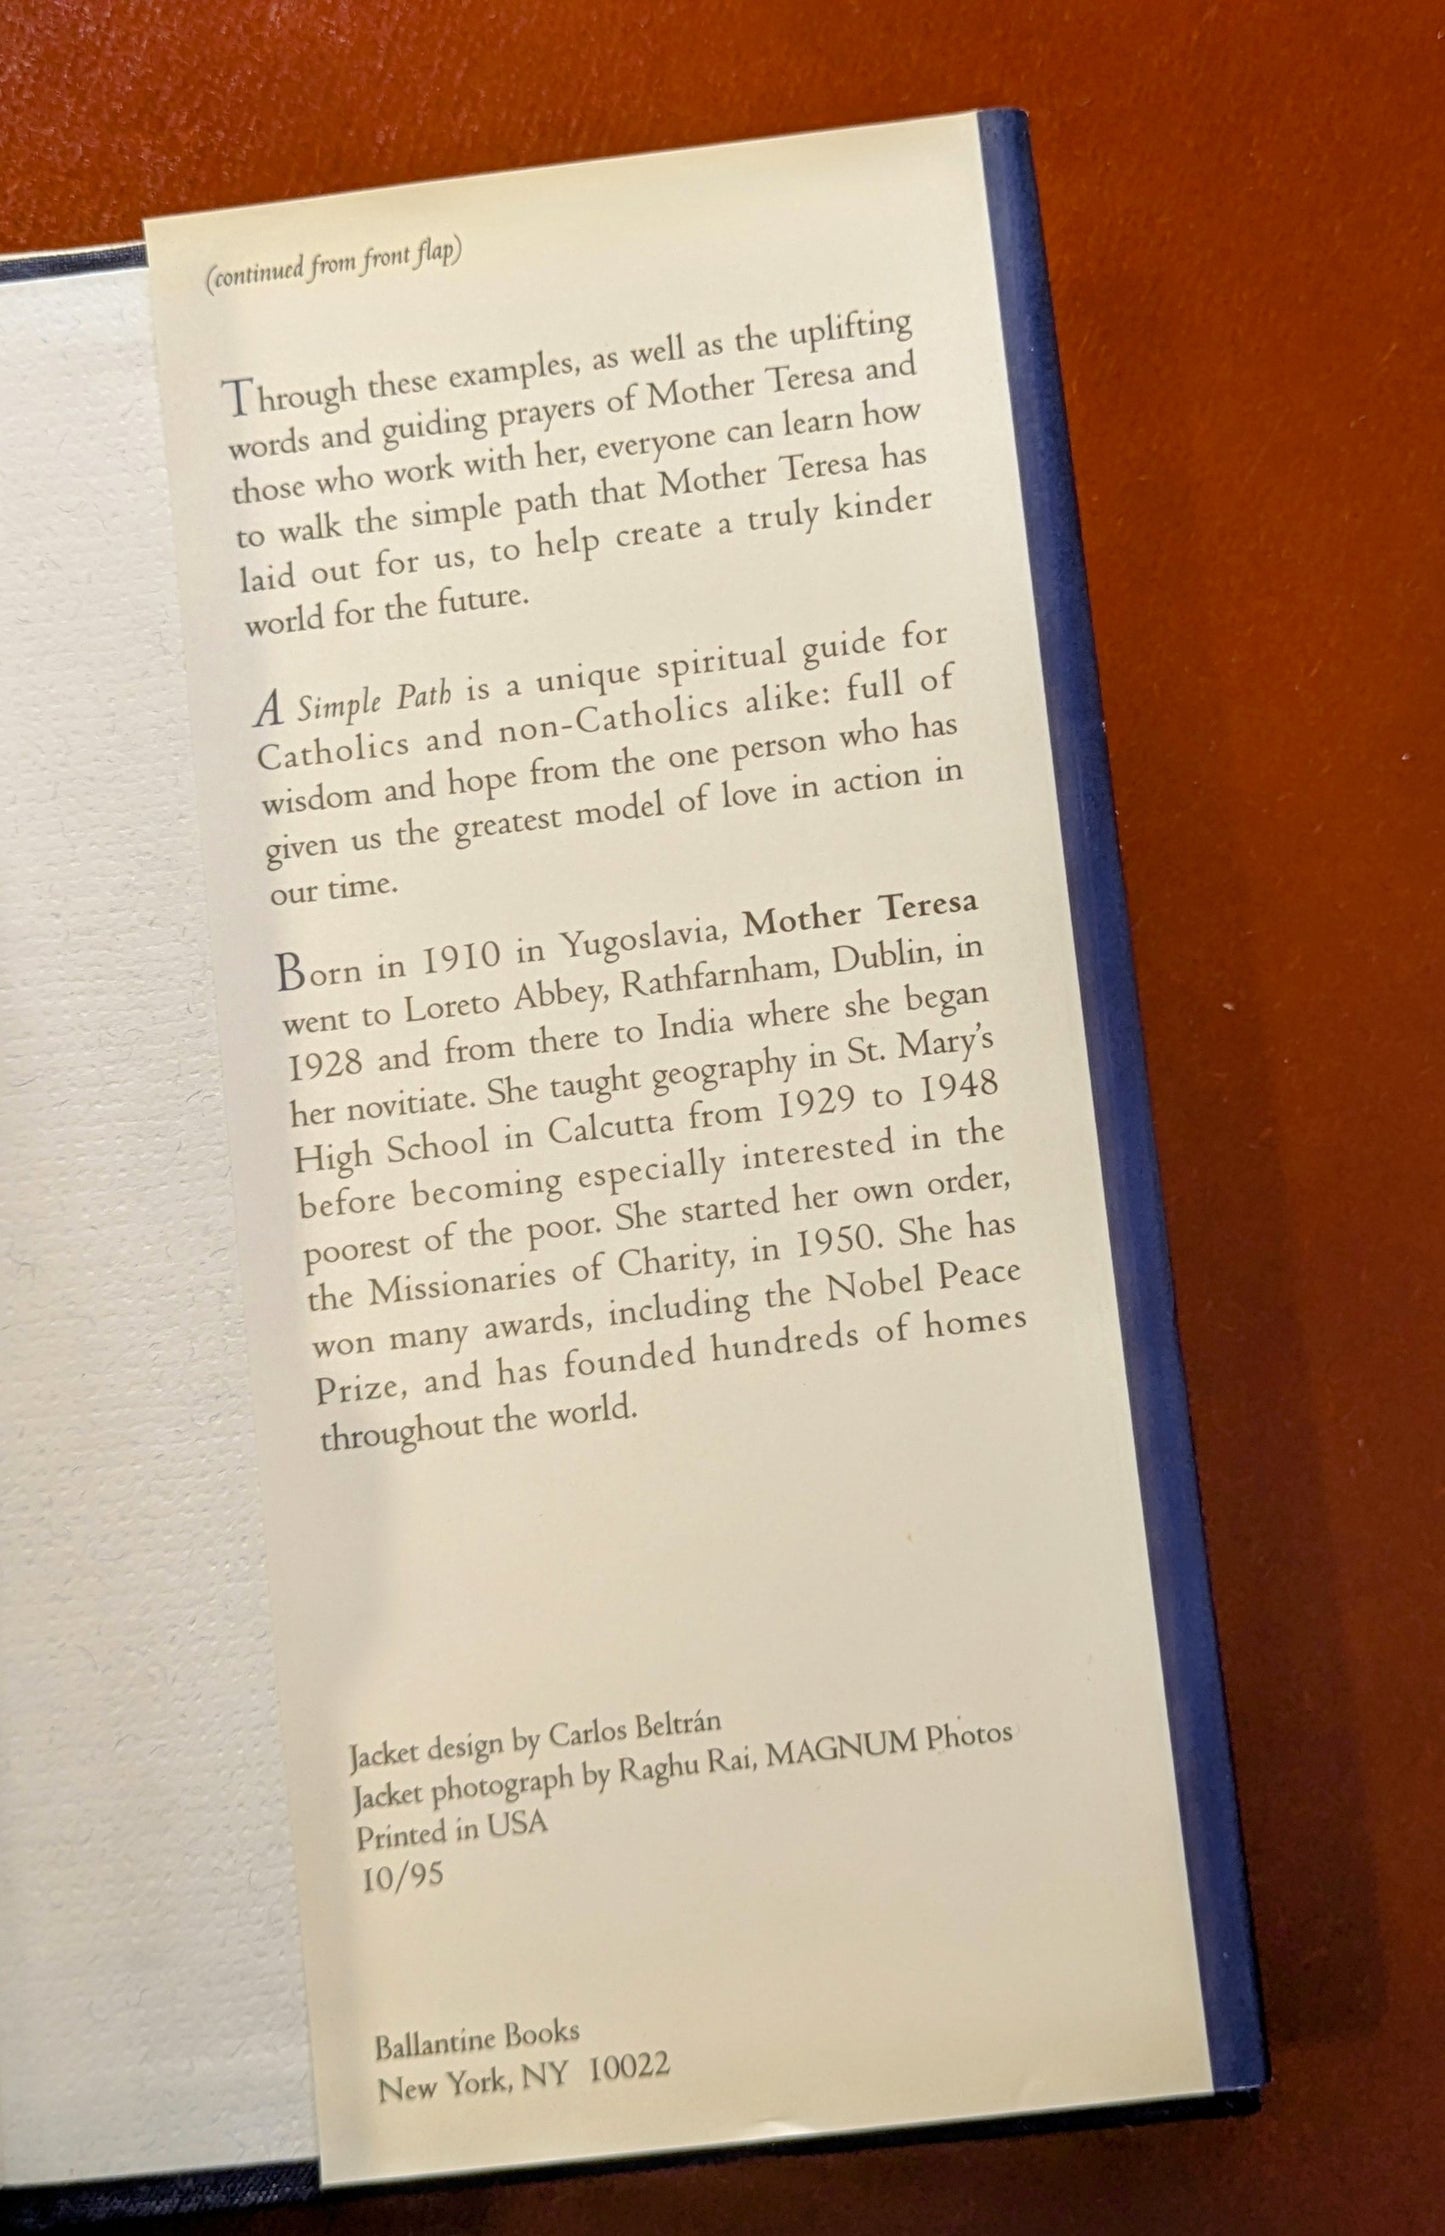 (continued from front flap)
Through these examples, as well as the uplifting
words and guiding prayers of Mother Teresa and
those who work with her, everyone can learn how
to walk the simple path that Mother Teresa has
laid out for us, to help create a truly kinder
world for the future.
A Simple Path is a unique spiritual guide for
Catholics and non-Catholics alike: full of
wisdom and hope from the one person who has
given us the greatest model of love in action in
our time.
Born in 1910 in Yugoslavia, Mother Teresa
went to Loreto Abbey, Rathfarnham, Dublin, in
1928 and from there to India where she began
her novitiate. She taught geography in St. Mary's
High School in Calcutta from 1929 to 1948
before becoming especially interested in the
poorest of the poor. She started her own order,
the Missionaries of Charity, in 1950. She has
won many awards, including the Nobel Peace
Prize, and has founded hundreds of homes
throughout the world.
Jacket design by Carlos Beltrán
Jacket photograph by Raghu Rai, MAGNUM Photos
Printed in USA
10/95
Ballantine Books
New York, NY 10022